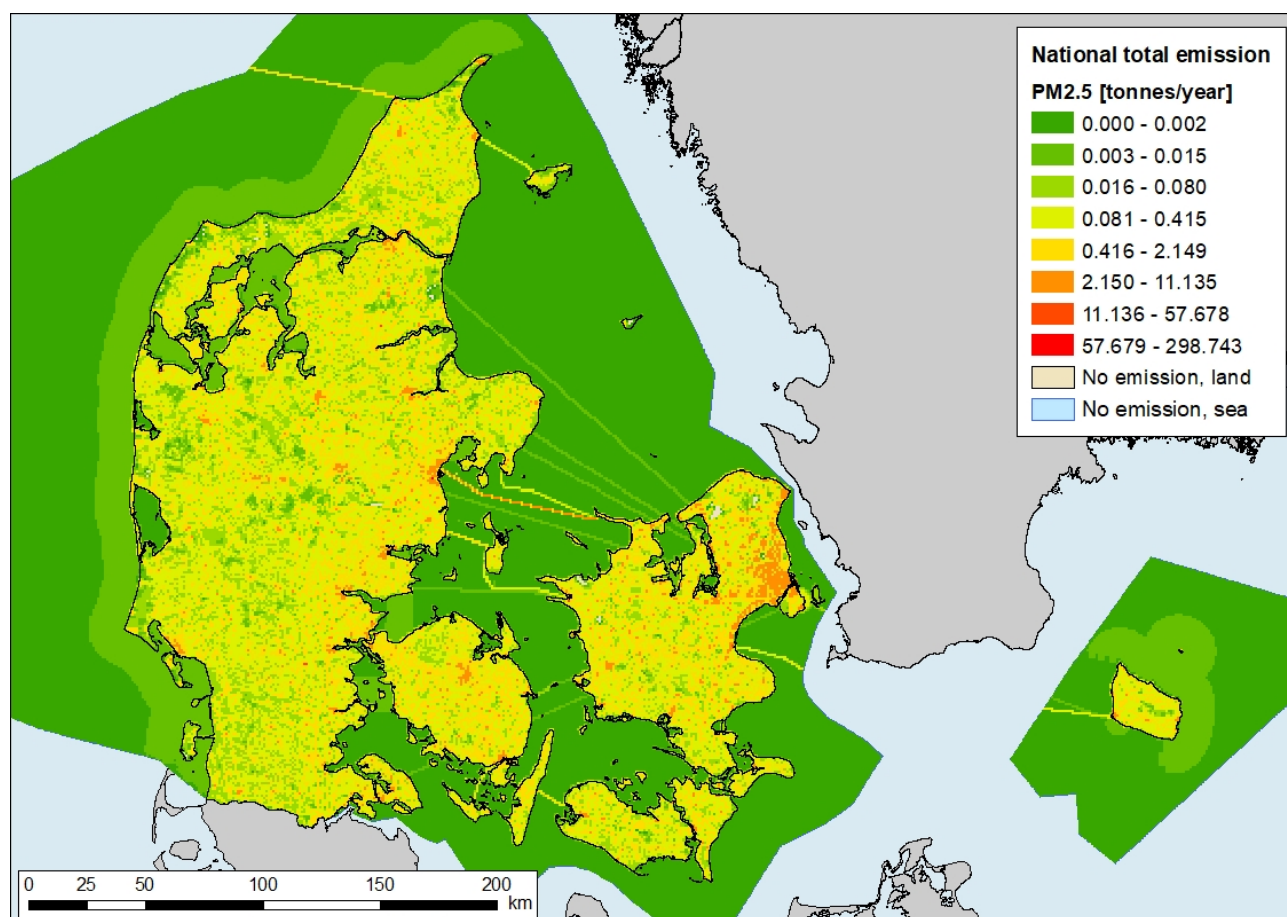 National total emission
PM2.5 [tonnes/year]
0.000 - 0.002
0.003 - 0.015
0.016 - 0.080
0.081 - 0.415
0.416 - 2.149
2.150 - 11.135
11.136 - 57.678
57.679 - 298.743
No emission, land
No emission, sea
0 25 50 100 150 200
km